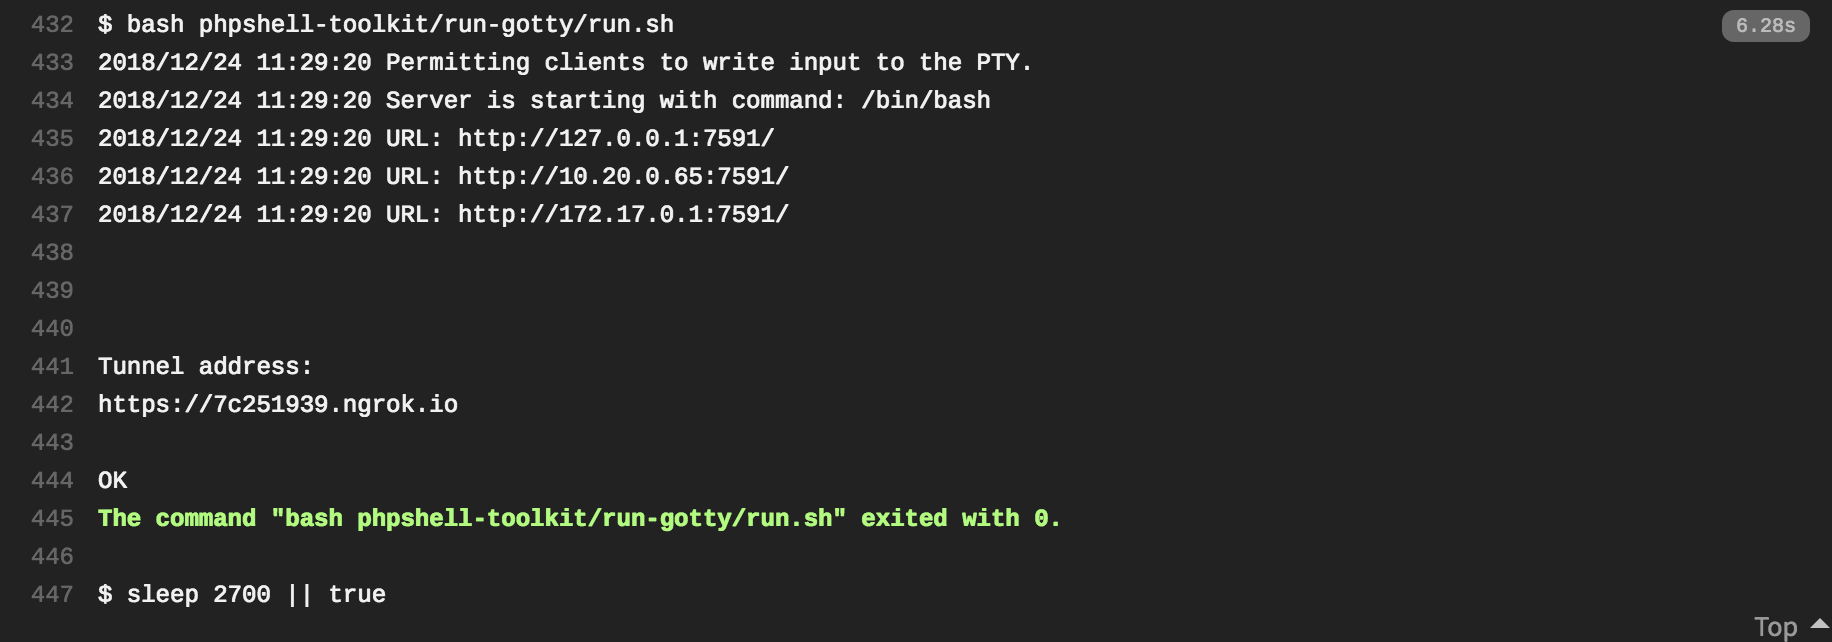 432 $ bash phpshell-toolkit/run-gotty/run.sh 6.28s
433 2018/12/24 11:29:20 Permitting clients to write input to the PTY.
434 2018/12/24 11:29:20 Server is starting with command: /bin/bash
435 2018/12/24 11:29:20 URL: http://127.0.0.1:7591/
436 2018/12/24 11:29:20 URL: http://10.20.0.65:7591/
437 2018/12/24 11:29:20 URL: http://172.17.0.1:7591/
438
439
440
441 Tunnel address:
442 https://7c251939.ngrok.io
443
444 OK
445 The command "bash phpshell-toolkit/run-gotty/run.sh" exited with 0.
446
447 $ sleep 2700 || true
Top